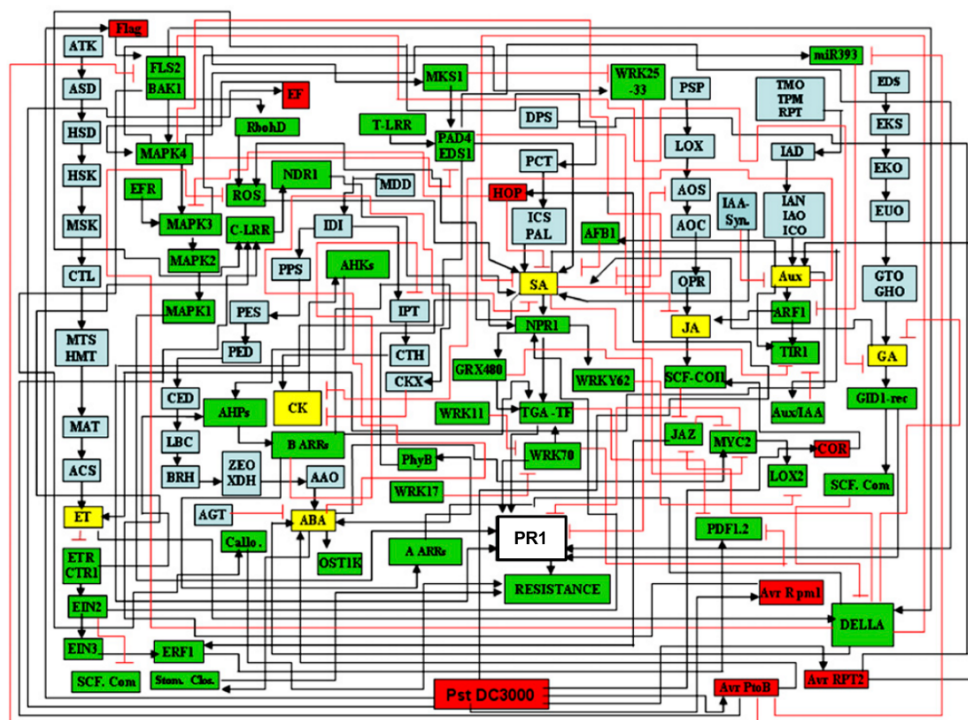 Flag
ATK
FLS2
BAK1
miR393
ASD
EF
MKS1
WRK25
-33
PSP
TMO
TPM
RPT
EDS
HSD
RbohD
T-LRR
DPS
EKS
MAPK4
PAD4
EDS1
LOX
IAD
HSK
NDR1
PCT
EKO
EFR
ROS
MDD
HOP
AOS
MSK
MAPK3
C-LRR
IDI
ICS
PAL
AFB1
AOC
IAA-
Syn.
IAN
IAO
ICO
EUO
CTL
MAPK2
PPS
AHKs
SA
OPR
Aux
GTO
GHO
MAPK1
PES
IPT
NPR1
JA
ARF1
MTS
HMT
PED
CTH
GRX480
TIR1
GA
CKX
WRKY62
SCF-COI1
CED
AHPs
CK
WRK11
TGA-TF
Aux/IAA
GID1-rec
MAT
LBC
B ARRs
JAZ
MYC2
COR
ACS
BRH
ZEO
XDH
AAO
PhyB
WRK70
LOX2
SCF. Com
WRK17
ET
AGT
ABA
PR1
PDF1.2
Callo.
OST1K
A ARRs
ETR
CTR1
RESISTANCE
Avr Rpm1
EIN2
DELLA
EIN3
ERF1
SCF. Com
Stom. Clos.
Pst DC3000
Avr PtoB
Avr RPT2